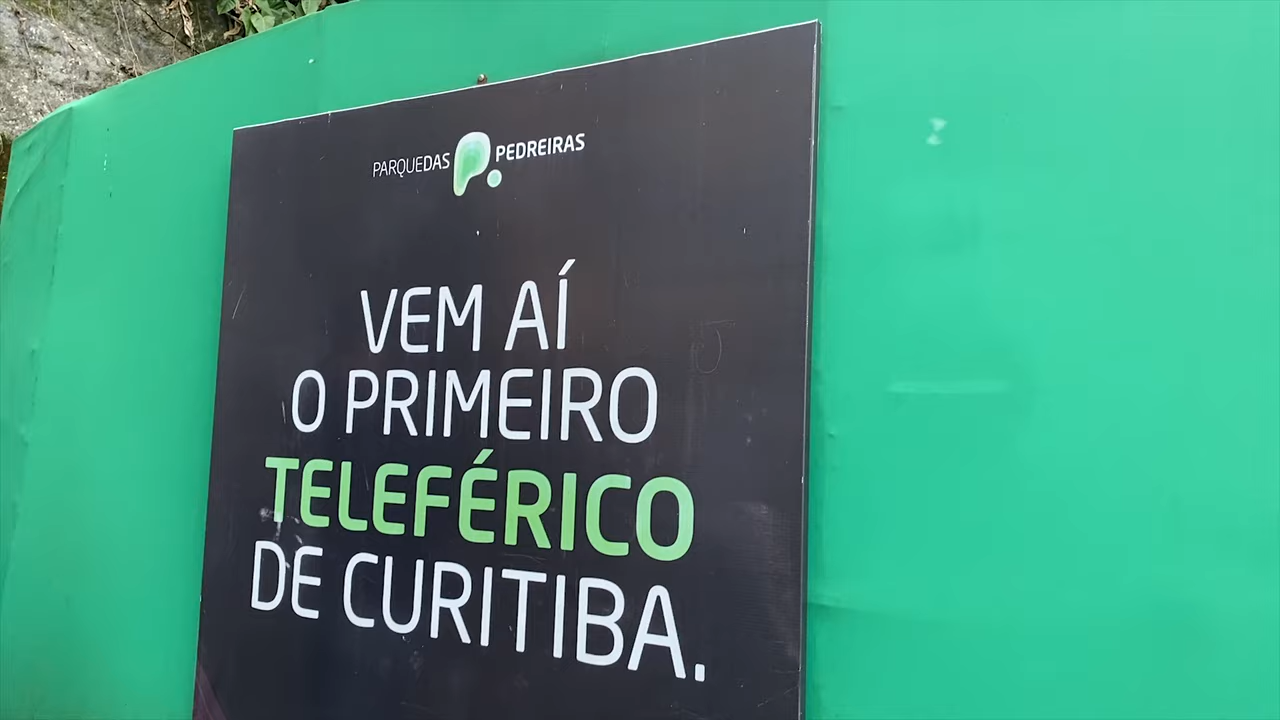 PARQUEDAS PEDREIRAS
VEM AÍ
O PRIMEIRO
TELEFÉRICO
DE CURITIBA.